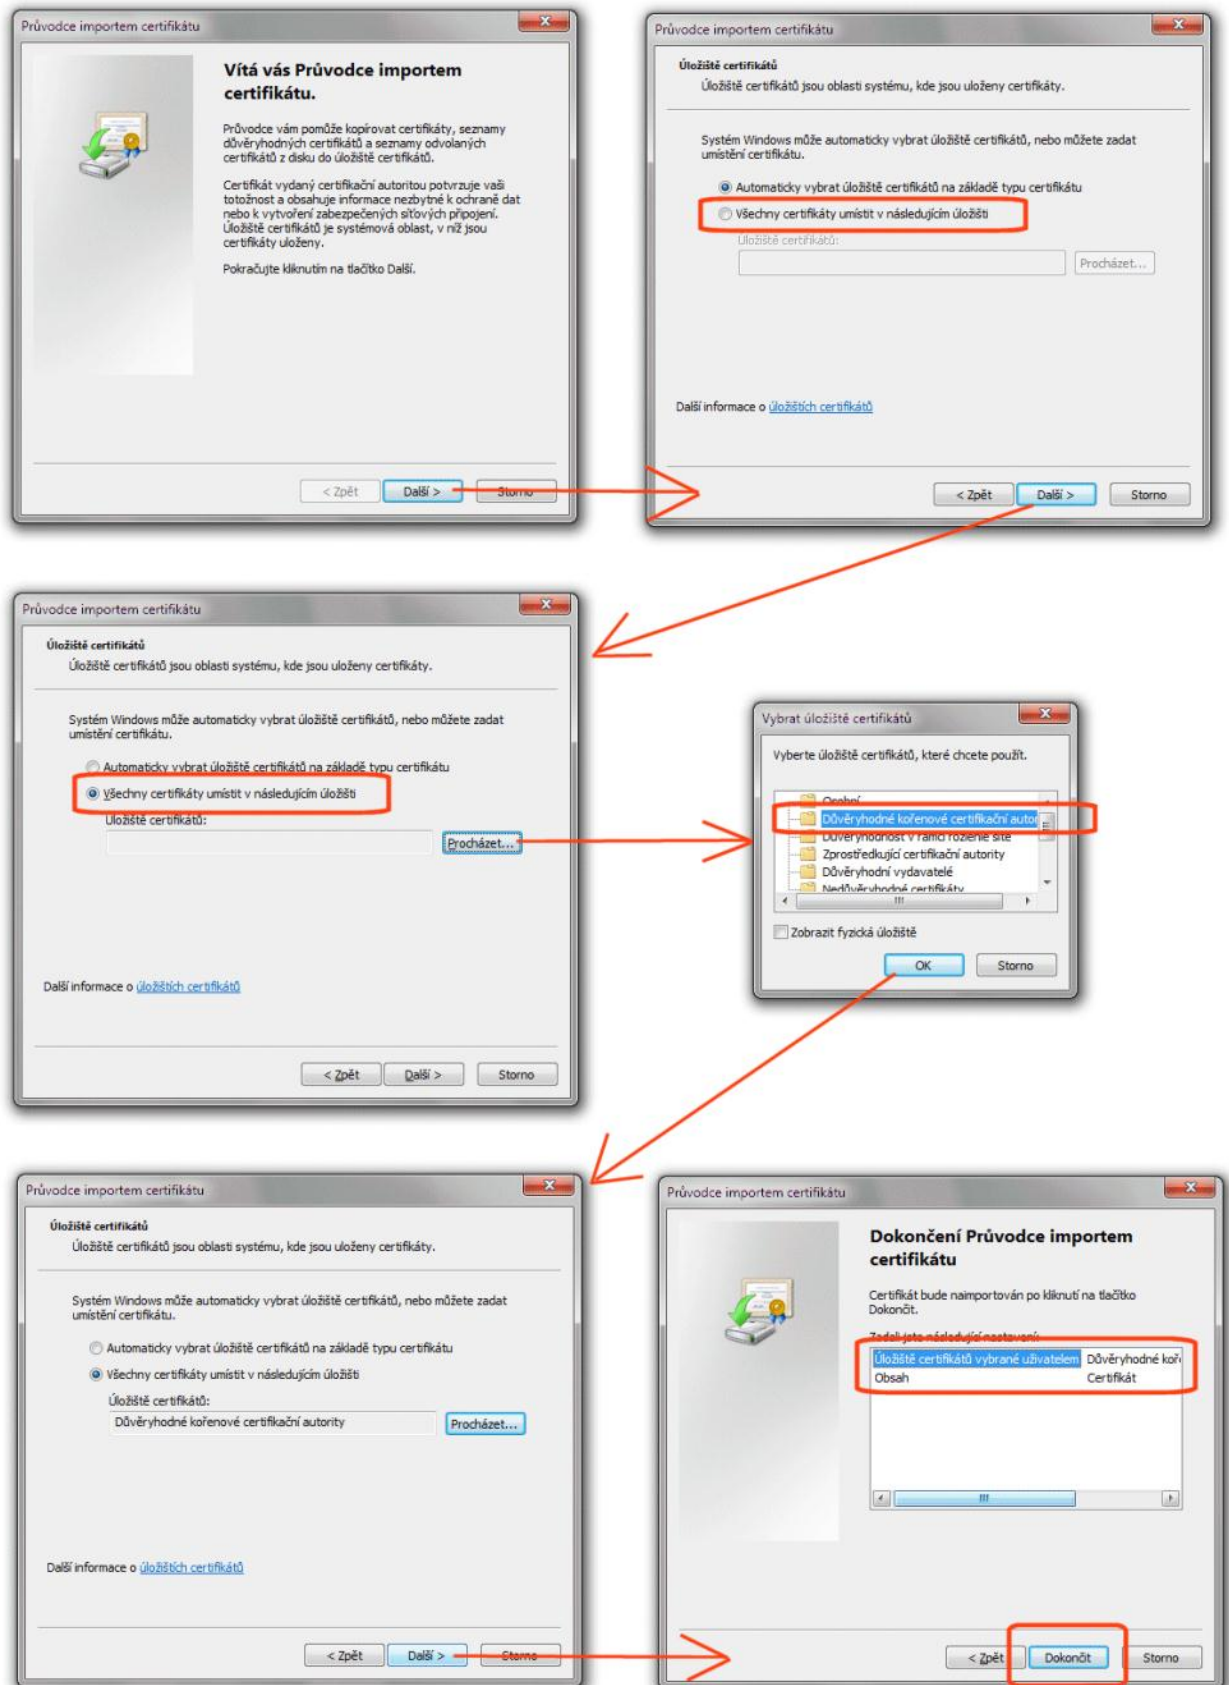 Průvodce importem certifikátu
Vítá vás Průvodce importem
certifikátu.
Průvodce vám pomůže kopírovat certifikáty, seznamy
důvěryhodných certifikátů a seznamy odvolaných
certifikátů z disku do úložiště certifikátů.
Certifikát vydaný certifikační autoritou potvrzuje vaši
totožnost a obsahuje informace nezbytné k ochraně dat
nebo k vytvoření zabezpečených síťových připojení.
Úložiště certifikátů je systémová oblast, v níž jsou
certifikáty uloženy.
Pokračujte kliknutím na tlačítko Další.
< Zpět
Další >
Storno
Průvodce importem certifikátu
Úložiště certifikátů
Úložiště certifikátů jsou oblasti systému, kde jsou uloženy certifikáty.
Systém Windows může automaticky vybrat úložiště certifikátů, nebo můžete zadat
umístění certifikátu.
Automaticky vybrat úložiště certifikátů na základě typu certifikátu
Všechny certifikáty umístit v následujícím úložišti
Úložiště certifikátů:
Procházet...
Další informace o úložištích certifikátů
< Zpět
Další >
Storno
Průvodce importem certifikátu
Úložiště certifikátů
Úložiště certifikátů jsou oblasti systému, kde jsou uloženy certifikáty.
Systém Windows může automaticky vybrat úložiště certifikátů, nebo můžete zadat
umístění certifikátu.
Automaticky vybrat úložiště certifikátů na základě typu certifikátu
Všechny certifikáty umístit v následujícím úložišti
Úložiště certifikátů:
Procházet...
Další informace o úložištích certifikátů
< Zpět
Další >
Storno
Vybrat úložiště certifikátů
Vyberte úložiště certifikátů, které chcete použít.
Osobní
Důvěryhodné kořenové certifikační autor
Důvěryhodnost v rámci rozlehlé sítě
Zprostředkující certifikační autority
Důvěryhodní vydavatelé
Nedůvěryhodné certifikáty
Zobrazit fyzická úložiště
OK
Storno
Průvodce importem certifikátu
Úložiště certifikátů
Úložiště certifikátů jsou oblasti systému, kde jsou uloženy certifikáty.
Systém Windows může automaticky vybrat úložiště certifikátů, nebo můžete zadat
umístění certifikátu.
Automaticky vybrat úložiště certifikátů na základě typu certifikátu
Všechny certifikáty umístit v následujícím úložišti
Úložiště certifikátů:
Důvěryhodné kořenové certifikační autority
Procházet...
Další informace o úložištích certifikátů
< Zpět
Další >
Storno
Průvodce importem certifikátu
Dokončení Průvodce importem
certifikátu
Certifikát bude naimportován po kliknutí na tlačítko
Dokončit.
Zadali jste následující nastavení:
Úložiště certifikátů vybrané uživatelem Důvěryhodné koře
Obsah Certifikát
< Zpět
Dokončit
Storno